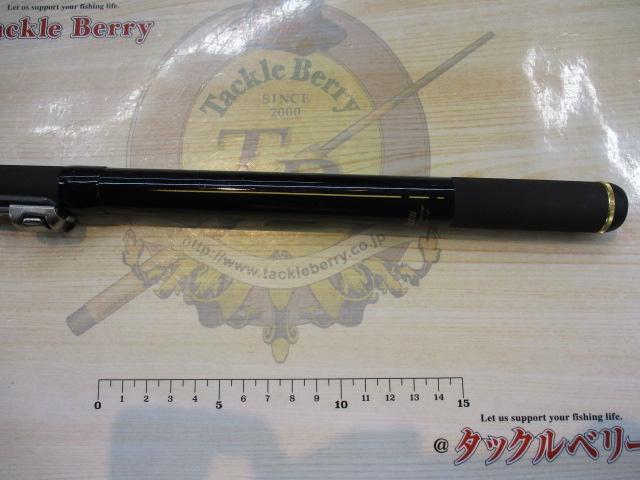 Let us support your fishing life.
ackle Berry
Tackle Berry
SINCE
2000
TB
http://www.tackleberry.co.jp
0 1 2 3 4 5 6 7 8 9 10 11 12 13 14 15
Let us support your fishing life.
@タックルベリー